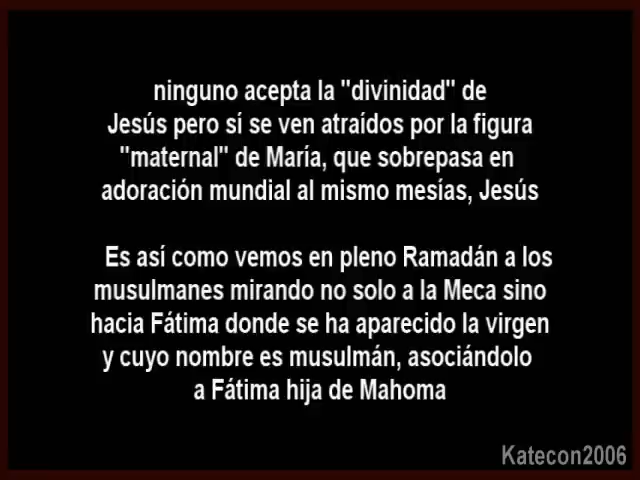 ninguno acepta la "divinidad" de
Jesús pero sí se ven atraídos por la figura
"maternal" de María, que sobrepasa en
adoración mundial al mismo mesías, Jesús
Es así como vemos en pleno Ramadán a los
musulmanes mirando no solo a la Meca sino
hacia Fátima donde se ha aparecido la virgen
y cuyo nombre es musulmán, asociándolo
a Fátima hija de Mahoma
Katecon2006